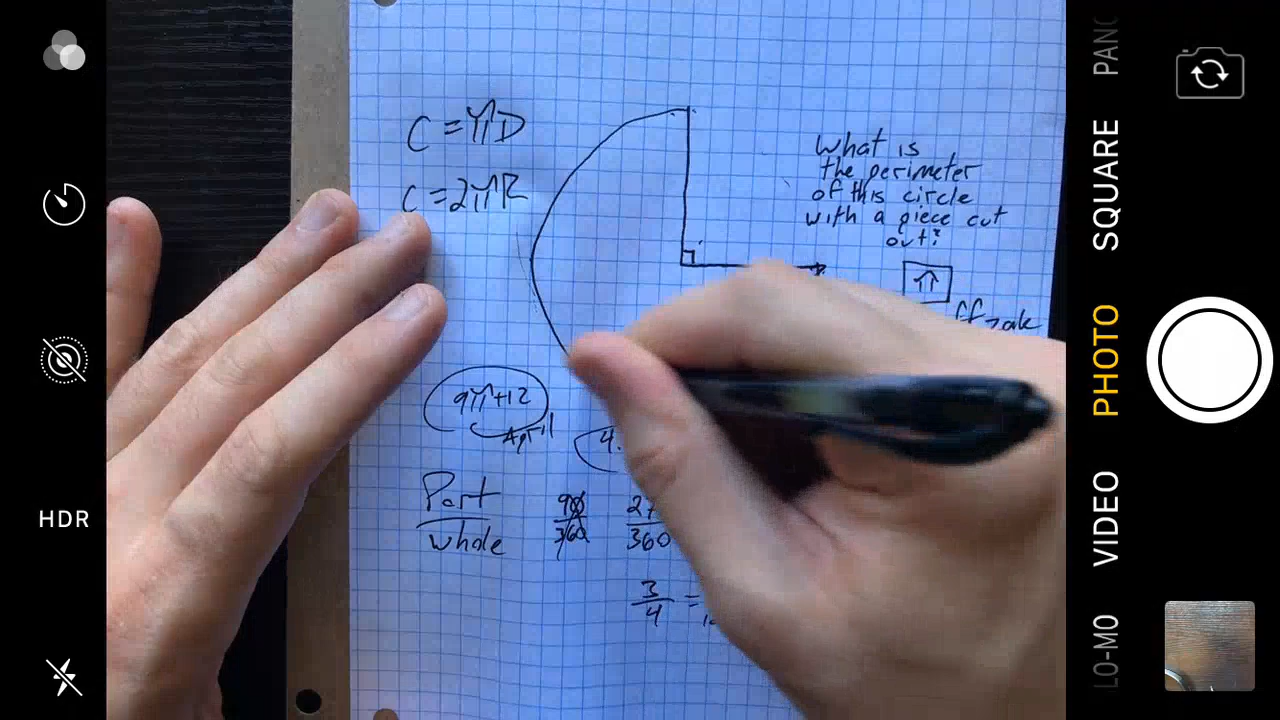 C = πD
C = 2πR
What is
the perimeter
of this circle
with a piece cut
out?
9π+12
Part
whole
90
360
27
360
3
4
=
HDR
PANO
SQUARE
PHOTO
VIDEO
LO-MO